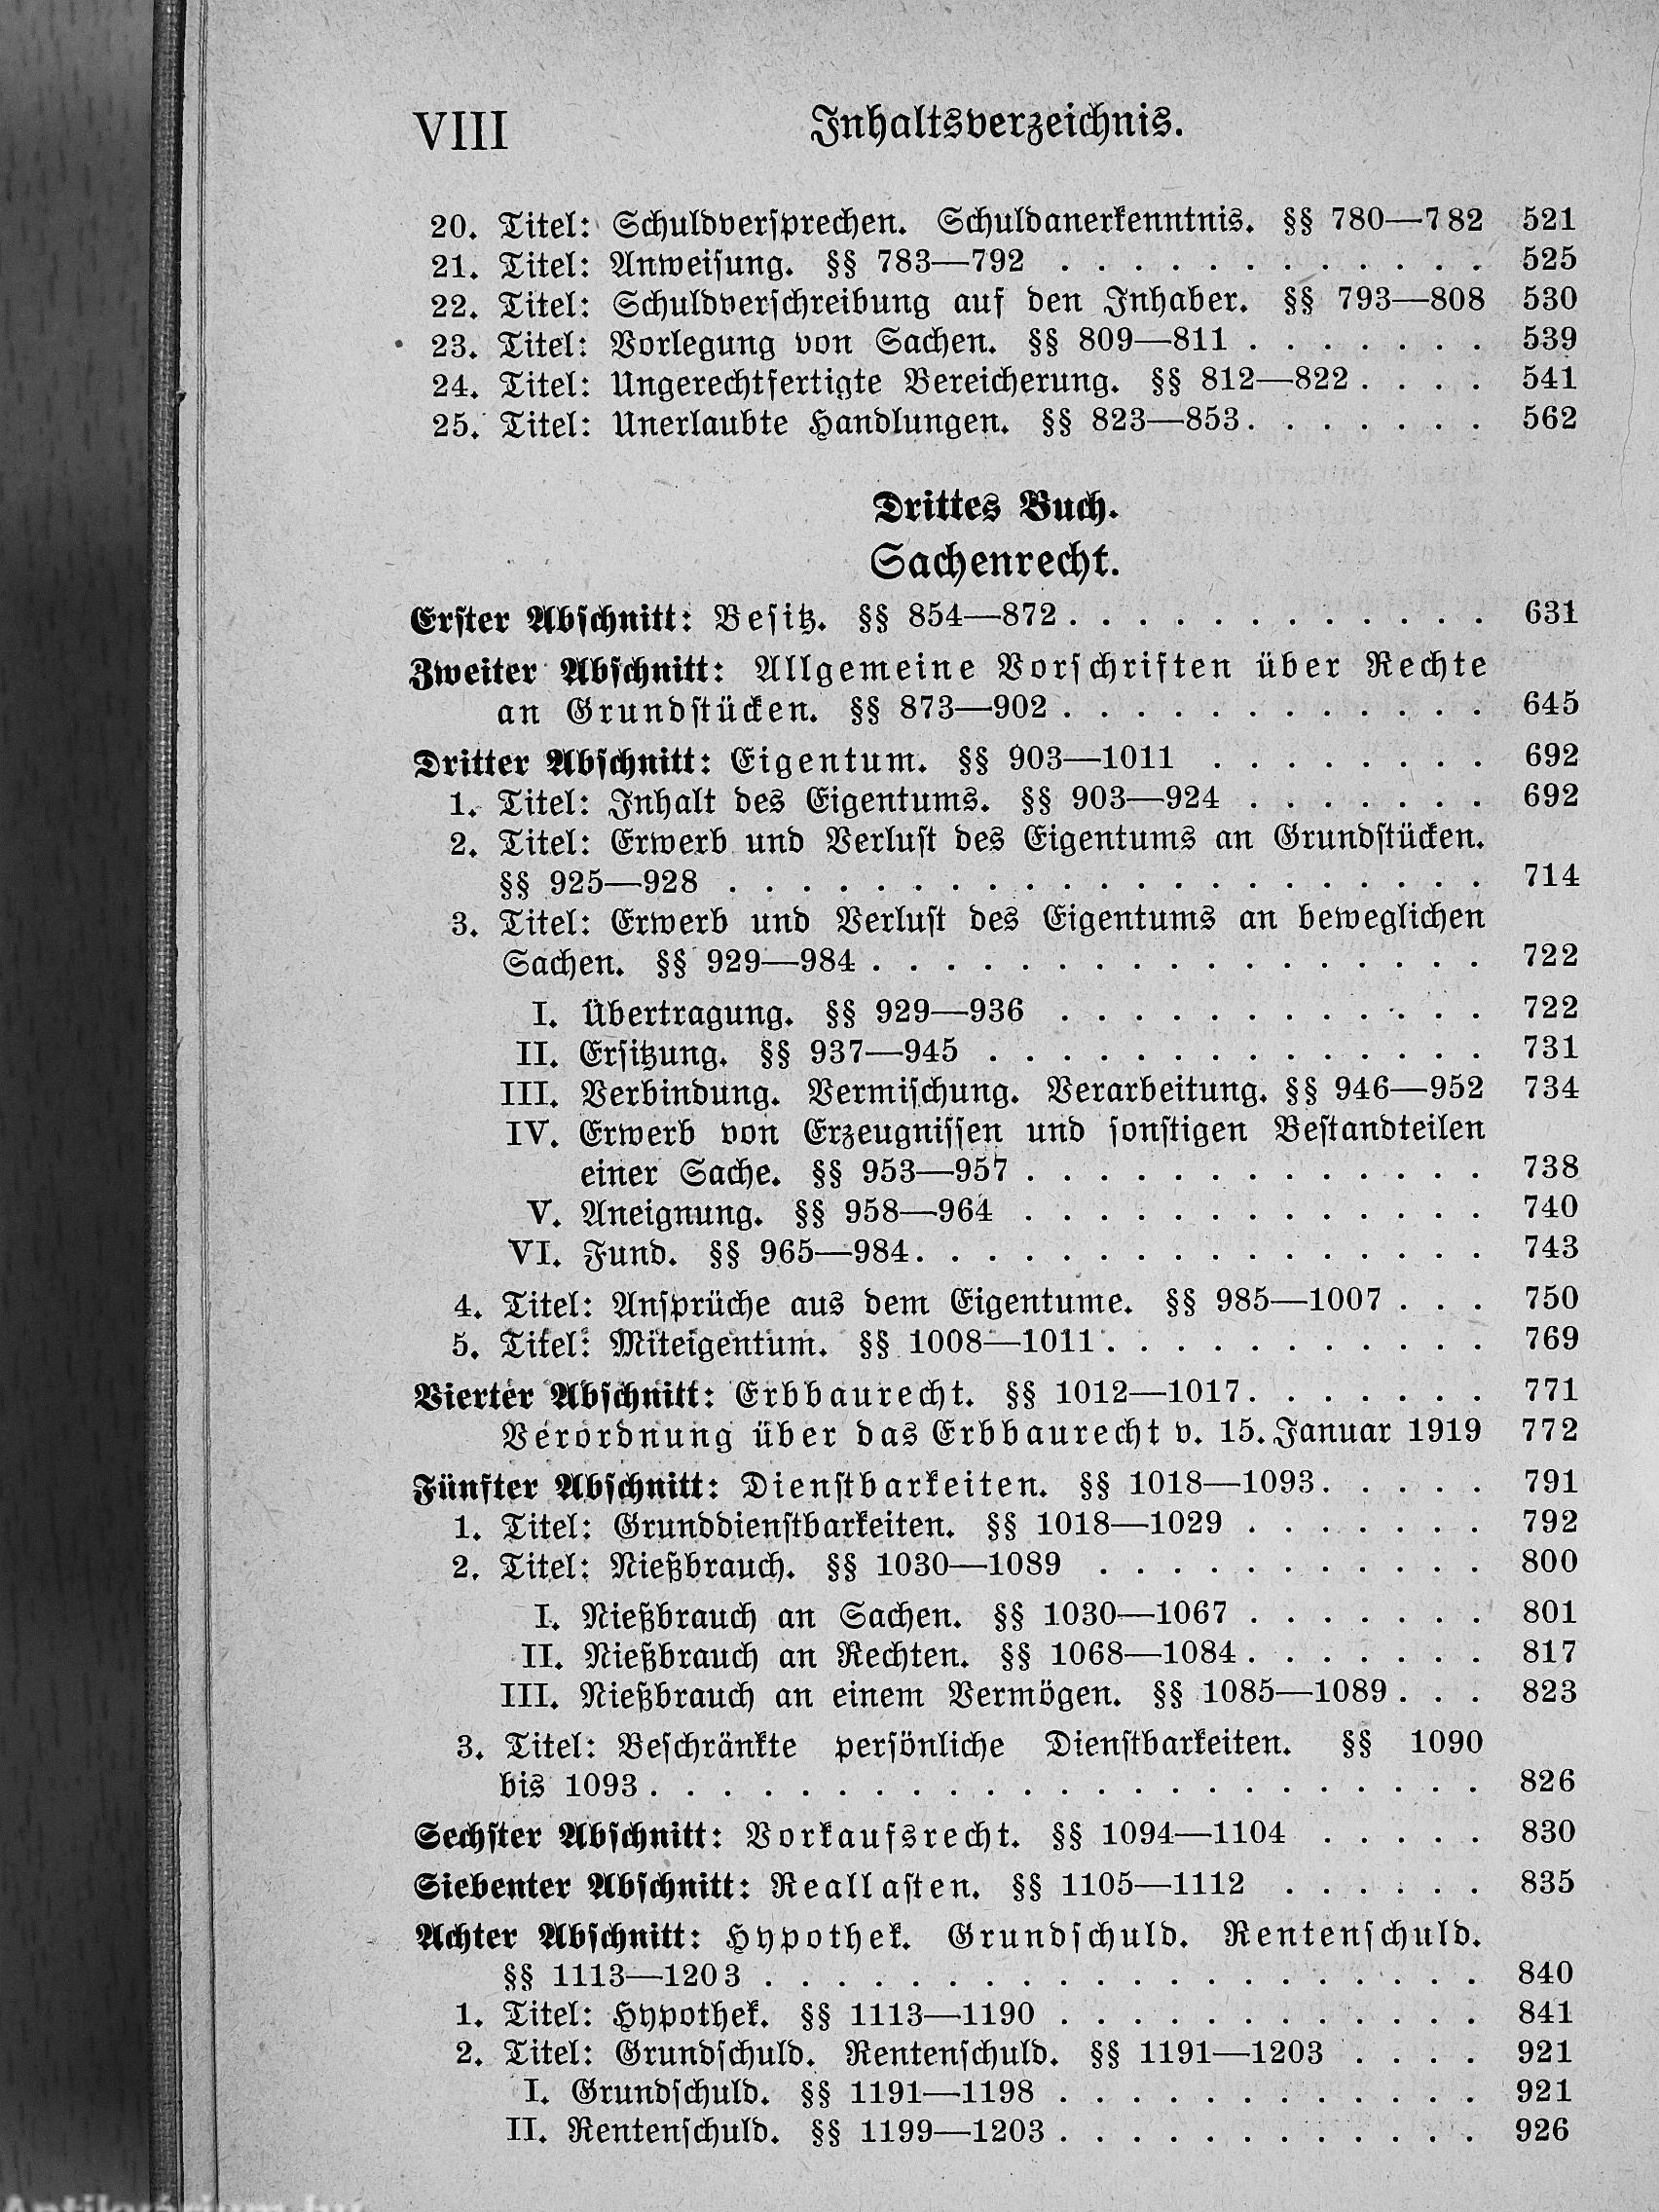 VIII Inhaltsverzeichnis.
20. Titel: Schuldversprechen. Schuldanerkenntnis. §§ 780—782 521
21. Titel: Anweisung. §§ 783—792 . . . . . . . . . . . . 525
22. Titel: Schuldverschreibung auf den Inhaber. §§ 793—808 530
23. Titel: Vorlegung von Sachen. §§ 809—811 . . . . . . . 539
24. Titel: Ungerechtfertigte Bereicherung. §§ 812—822 . . . . 541
25. Titel: Unerlaubte Handlungen. §§ 823—853 . . . . . . . 562
Drittes Buch.
Sachenrecht.
Erster Abschnitt: Besitz. §§ 854—872 . . . . . . . . . . . . 631
Zweiter Abschnitt: Allgemeine Vorschriften über Rechte
an Grundstücken. §§ 873—902 . . . . . . . . . . . . 645
Dritter Abschnitt: Eigentum. §§ 903—1011 . . . . . . . . 692
1. Titel: Inhalt des Eigentums. §§ 903—924 . . . . . . . 692
2. Titel: Erwerb und Verlust des Eigentums an Grundstücken.
§§ 925—928 . . . . . . . . . . . . . . . . . . . . . 714
3. Titel: Erwerb und Verlust des Eigentums an beweglichen
Sachen. §§ 929—984 . . . . . . . . . . . . . . . . . 722
I. Übertragung. §§ 929—936 . . . . . . . . . . . . 722
II. Ersitzung. §§ 937—945 . . . . . . . . . . . . . . 731
III. Verbindung. Vermischung. Verarbeitung. §§ 946—952 734
IV. Erwerb von Erzeugnissen und sonstigen Bestandteilen
einer Sache. §§ 953—957 . . . . . . . . . . . . . 738
V. Aneignung. §§ 958—964 . . . . . . . . . . . . . 740
VI. Fund. §§ 965—984 . . . . . . . . . . . . . . . . 743
4. Titel: Ansprüche aus dem Eigentume. §§ 985—1007 . . . 750
5. Titel: Miteigentum. §§ 1008—1011 . . . . . . . . . . . 769
Vierter Abschnitt: Erbbaurecht. §§ 1012—1017 . . . . . . . 771
Verordnung über das Erbbaurecht v. 15. Januar 1919 772
Fünfter Abschnitt: Dienstbarkeiten. §§ 1018—1093 . . . . . 791
1. Titel: Grunddienstbarkeiten. §§ 1018—1029 . . . . . . . 792
2. Titel: Nießbrauch. §§ 1030—1089 . . . . . . . . . . . 800
I. Nießbrauch an Sachen. §§ 1030—1067 . . . . . . . 801
II. Nießbrauch an Rechten. §§ 1068—1084 . . . . . . . 817
III. Nießbrauch an einem Vermögen. §§ 1085—1089 . . . 823
3. Titel: Beschränkte persönliche Dienstbarkeiten. §§ 1090
bis 1093 . . . . . . . . . . . . . . . . . . . . . . . 826
Sechster Abschnitt: Vorkaufsrecht. §§ 1094—1104 . . . . . 830
Siebenter Abschnitt: Reallasten. §§ 1105—1112 . . . . . . 835
Achter Abschnitt: Hypothek. Grundschuld. Rentenschuld.
§§ 1113—1203 . . . . . . . . . . . . . . . . . . . . 840
1. Titel: Hypothek. §§ 1113—1190 . . . . . . . . . . . . 841
2. Titel: Grundschuld. Rentenschuld. §§ 1191—1203 . . . . 921
I. Grundschuld. §§ 1191—1198 . . . . . . . . . . . . 921
II. Rentenschuld. §§ 1199—1203 . . . . . . . . . . . . 926